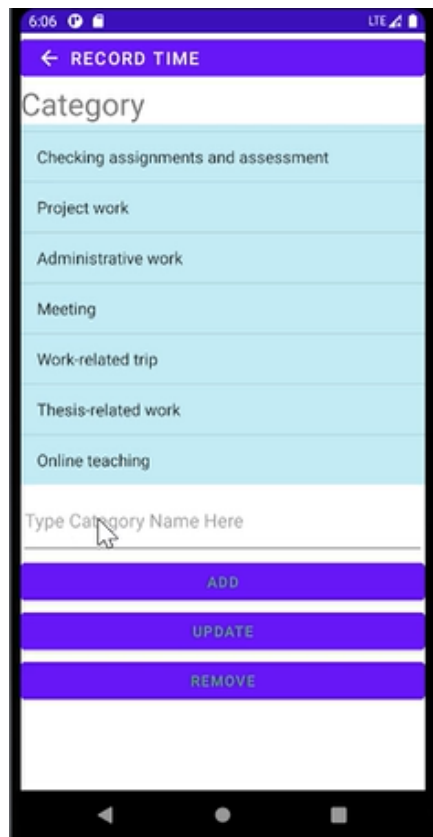 6:06 LTE
RECORD TIME
Category
Checking assignments and assessment
Project work
Administrative work
Meeting
Work-related trip
Thesis-related work
Online teaching
Type Category Name Here
ADD
UPDATE
REMOVE